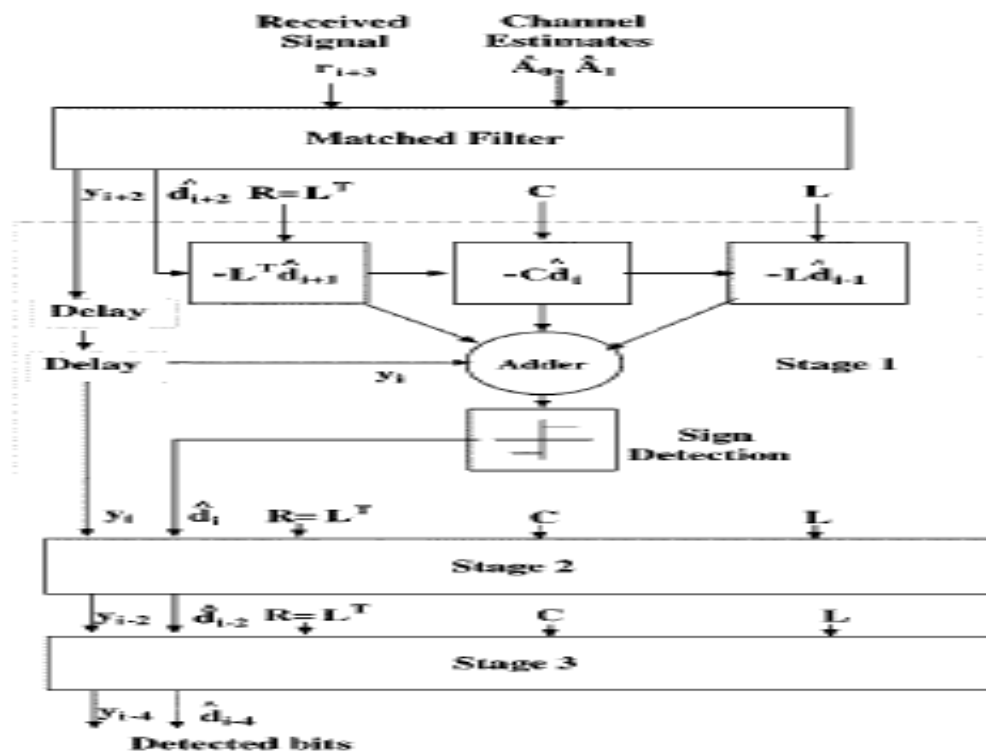 Received Signal
r_{i+3}
Channel Estimates
Â_0, Â_1
Matched Filter
y_{i+2}
d̂_{i+2}
R=L^T
C
L
-L^T d̂_{i+1}
-Cd̂_i
-Ld̂_{i-1}
Delay
Delay
y_i
Adder
Stage 1
Sign Detection
y_i
d̂_i
R=L^T
C
L
Stage 2
y_{i-2}
d̂_{i-2}
R=L^T
C
L
Stage 3
y_{i-4}
d̂_{i-4}
Detected bits